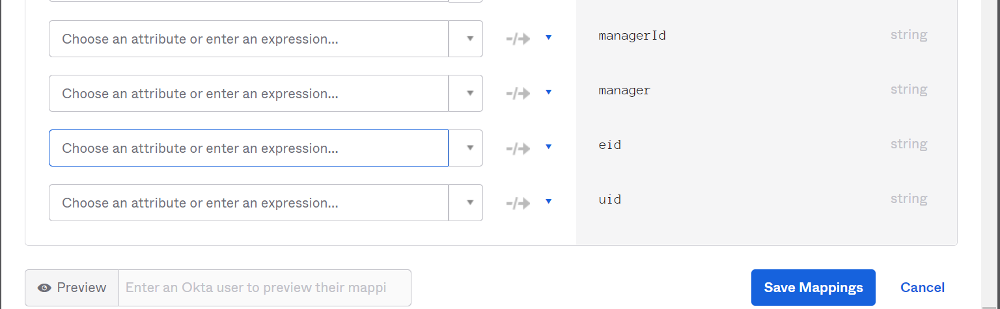 Choose an attribute or enter an expression... managerId string
Choose an attribute or enter an expression... manager string
Choose an attribute or enter an expression... eid string
Choose an attribute or enter an expression... uid string
Preview Enter an Okta user to preview their mappi Save Mappings Cancel